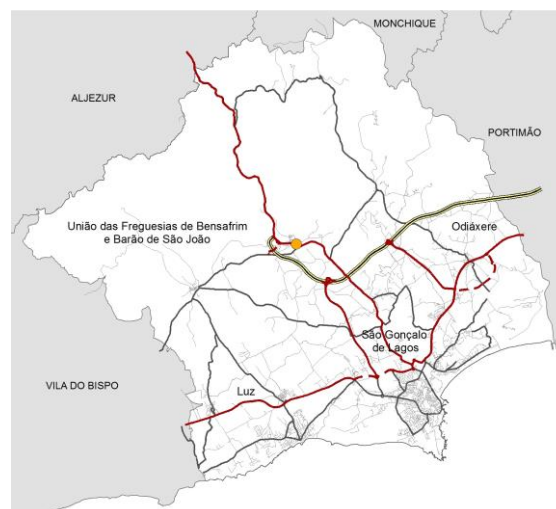 MONCHIQUE
ALJEZUR
PORTIMÃO
União das Freguesias de Bensafrim
e Barão de São João
Odiáxere
São Gonçalo
de Lagos
VILA DO BISPO
Luz